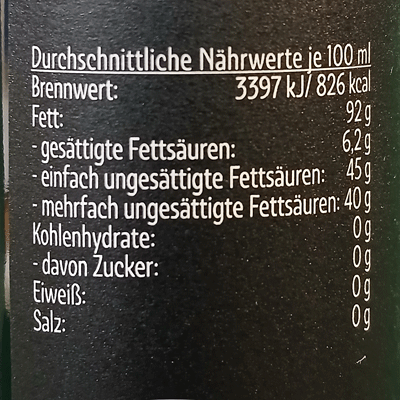 Durchschnittliche Nährwerte je 100 ml
Brennwert: 3397 kJ/ 826 kcal
Fett: 92 g
- gesättigte Fettsäuren: 6,2 g
- einfach ungesättigte Fettsäuren: 45 g
- mehrfach ungesättigte Fettsäuren: 40 g
Kohlenhydrate: 0 g
- davon Zucker: 0 g
Eiweiß: 0 g
Salz: 0 g